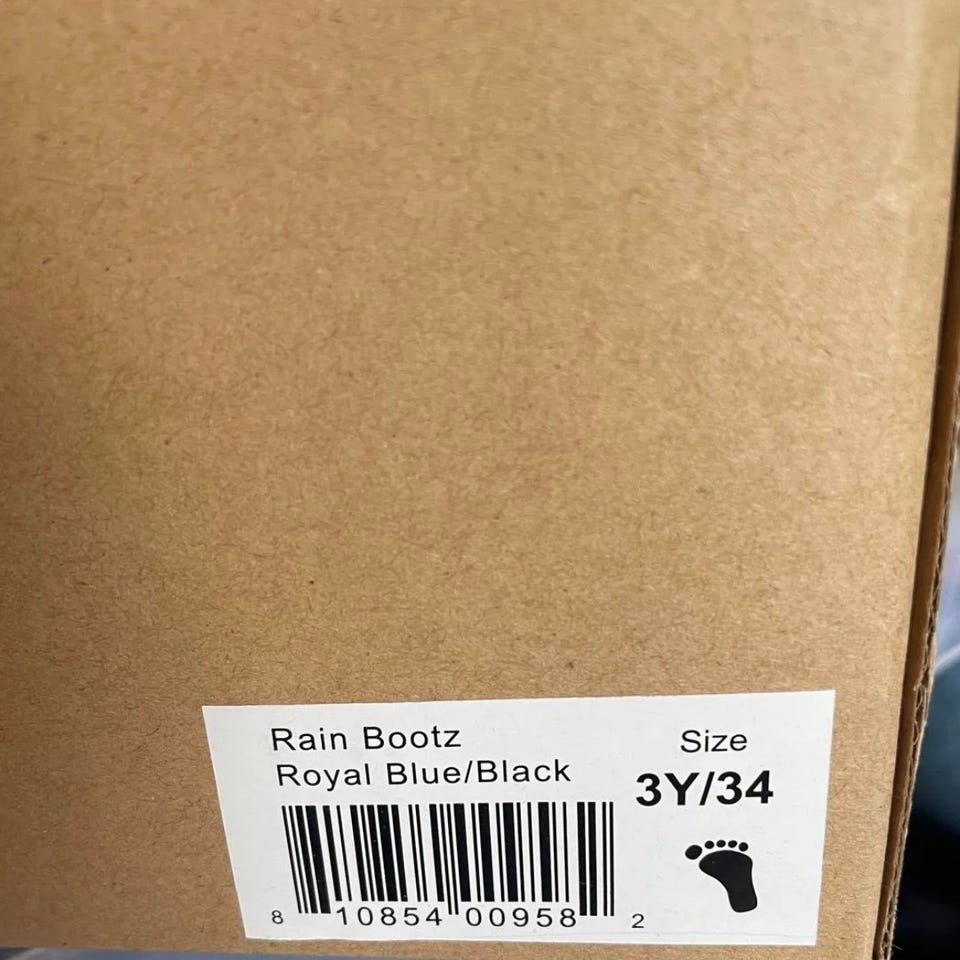 Rain Bootz
Royal Blue/Black
Size
3Y/34
8 10854 00958 2